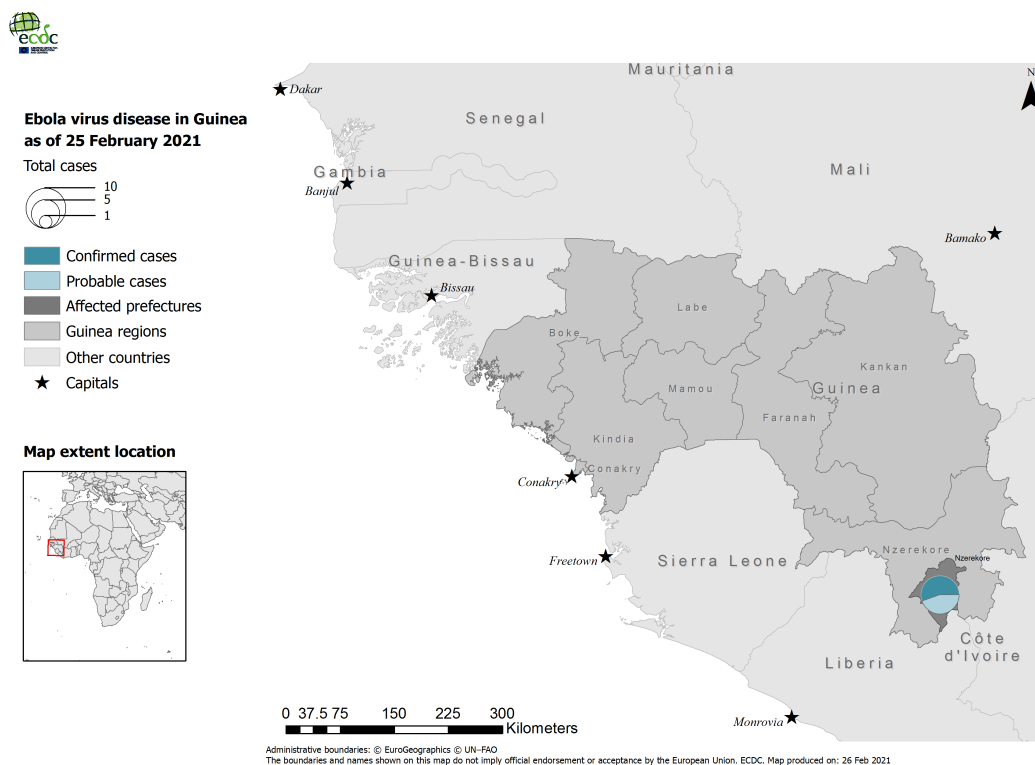 ecdc
Ebola virus disease in Guinea
as of 25 February 2021
Total cases
10
5
1
Confirmed cases
Probable cases
Affected prefectures
Guinea regions
Other countries
Capitals
Map extent location
N
Mauritania
Dakar
Senegal
Gambia
Banjul
Mali
Bamako
Guinea-Bissau
Bissau
Labe
Boke
Kankan
Mamou
Guinea
Faranah
Kindia
Conakry
Conakry
Freetown
Sierra Leone
Nzerekore
Nzerekore
Côte
d'Ivoire
Liberia
Monrovia
0 37.5 75 150 225 300
Kilometers
Administrative boundaries: © EuroGeographics © UN–FAO
The boundaries and names shown on this map do not imply official endorsement or acceptance by the European Union. ECDC. Map produced on: 26 Feb 2021